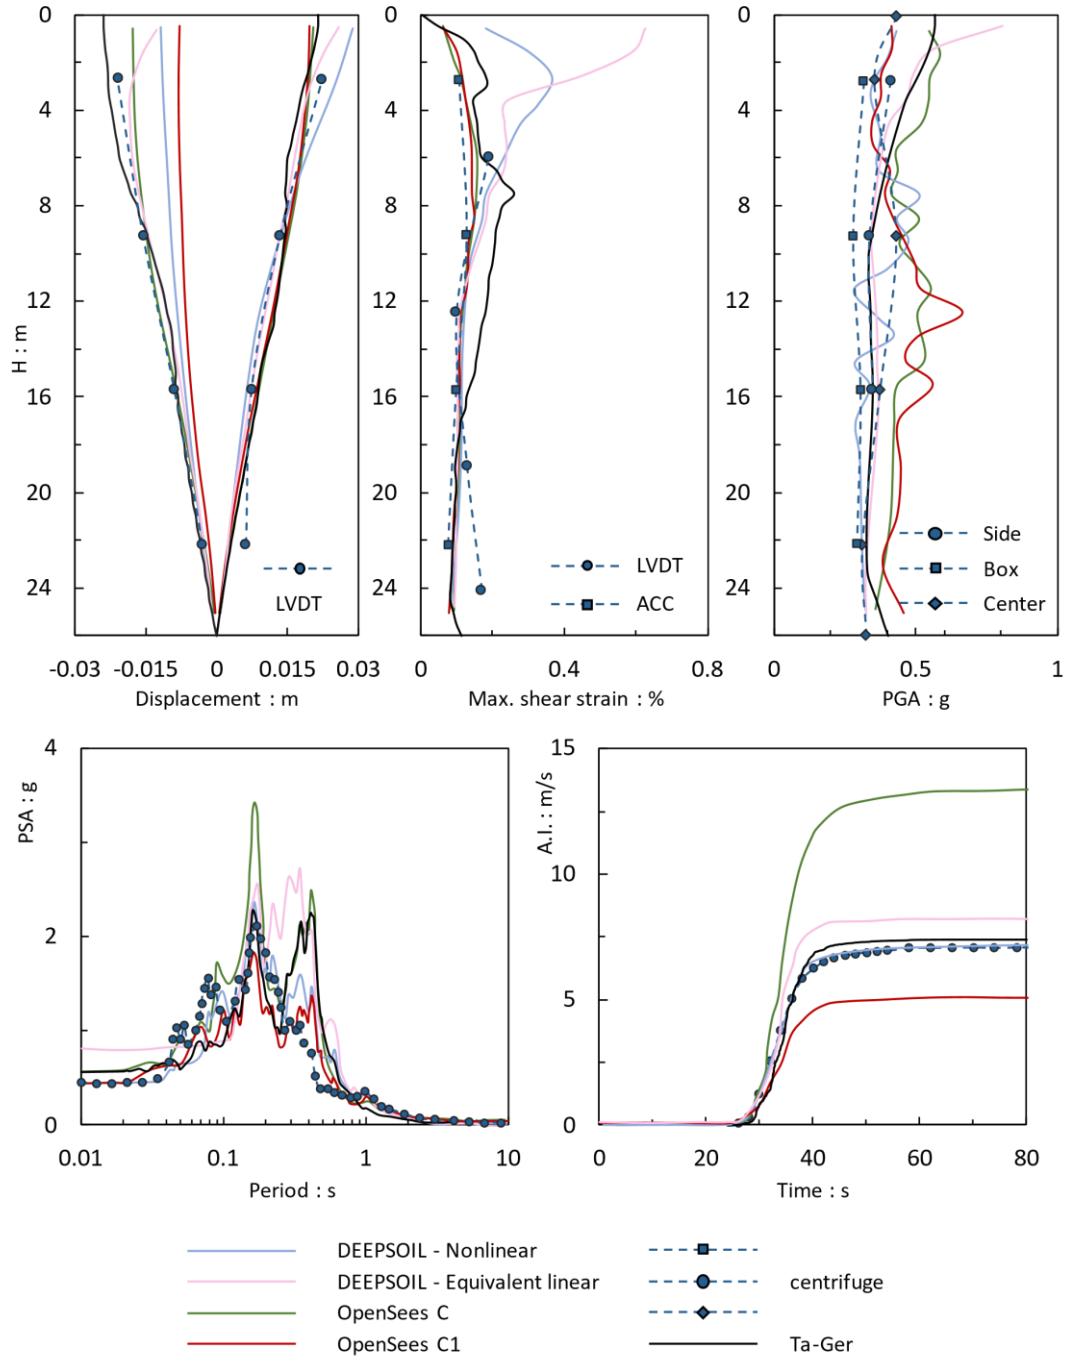 0
4
8
12
16
20
24
H : m
LVDT
-0.03 -0.015 0 0.015 0.03
Displacement : m
0
4
8
12
16
20
24
LVDT
ACC
0 0.4 0.8
Max. shear strain : %
0
4
8
12
16
20
24
Side
Box
Center
0 0.5 1
PGA : g
4
2
0
PSA : g
0.01 0.1 1 10
Period : s
15
10
5
0
A.I.: m/s
0 20 40 60 80
Time : s
DEEPSOIL - Nonlinear
DEEPSOIL - Equivalent linear
OpenSees C
OpenSees C1
centrifuge
Ta-Ger